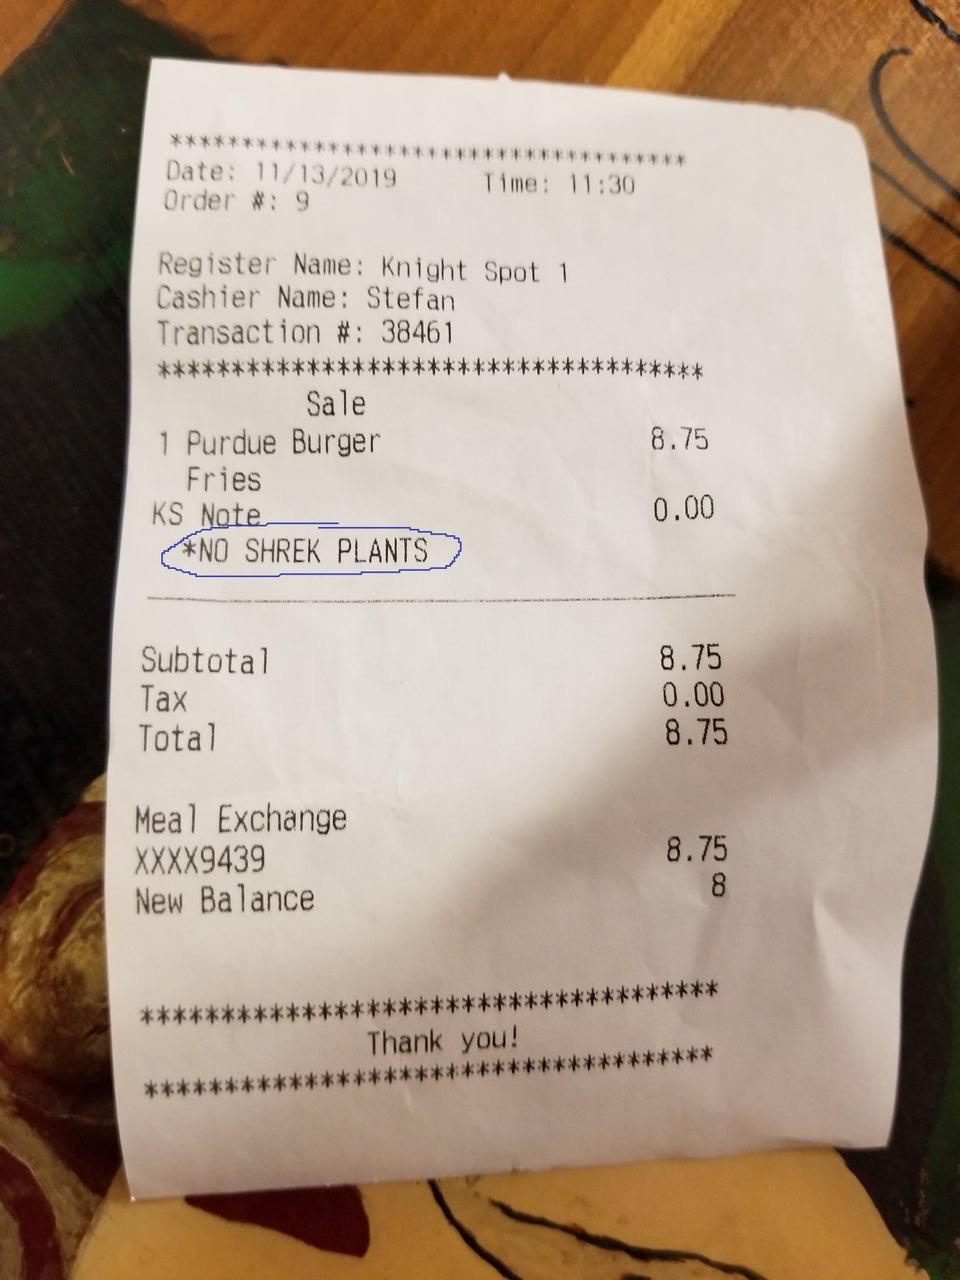 ************************************
Date: 11/13/2019 Time: 11:30
Order #: 9
Register Name: Knight Spot 1
Cashier Name: Stefan
Transaction #: 38461
************************************
Sale
1 Purdue Burger 8.75
Fries
KS Note 0.00
*NO SHREK PLANTS
Subtotal 8.75
Tax 0.00
Total 8.75
Meal Exchange
XXXX9439 8.75
New Balance 8
************************************
Thank you!
************************************